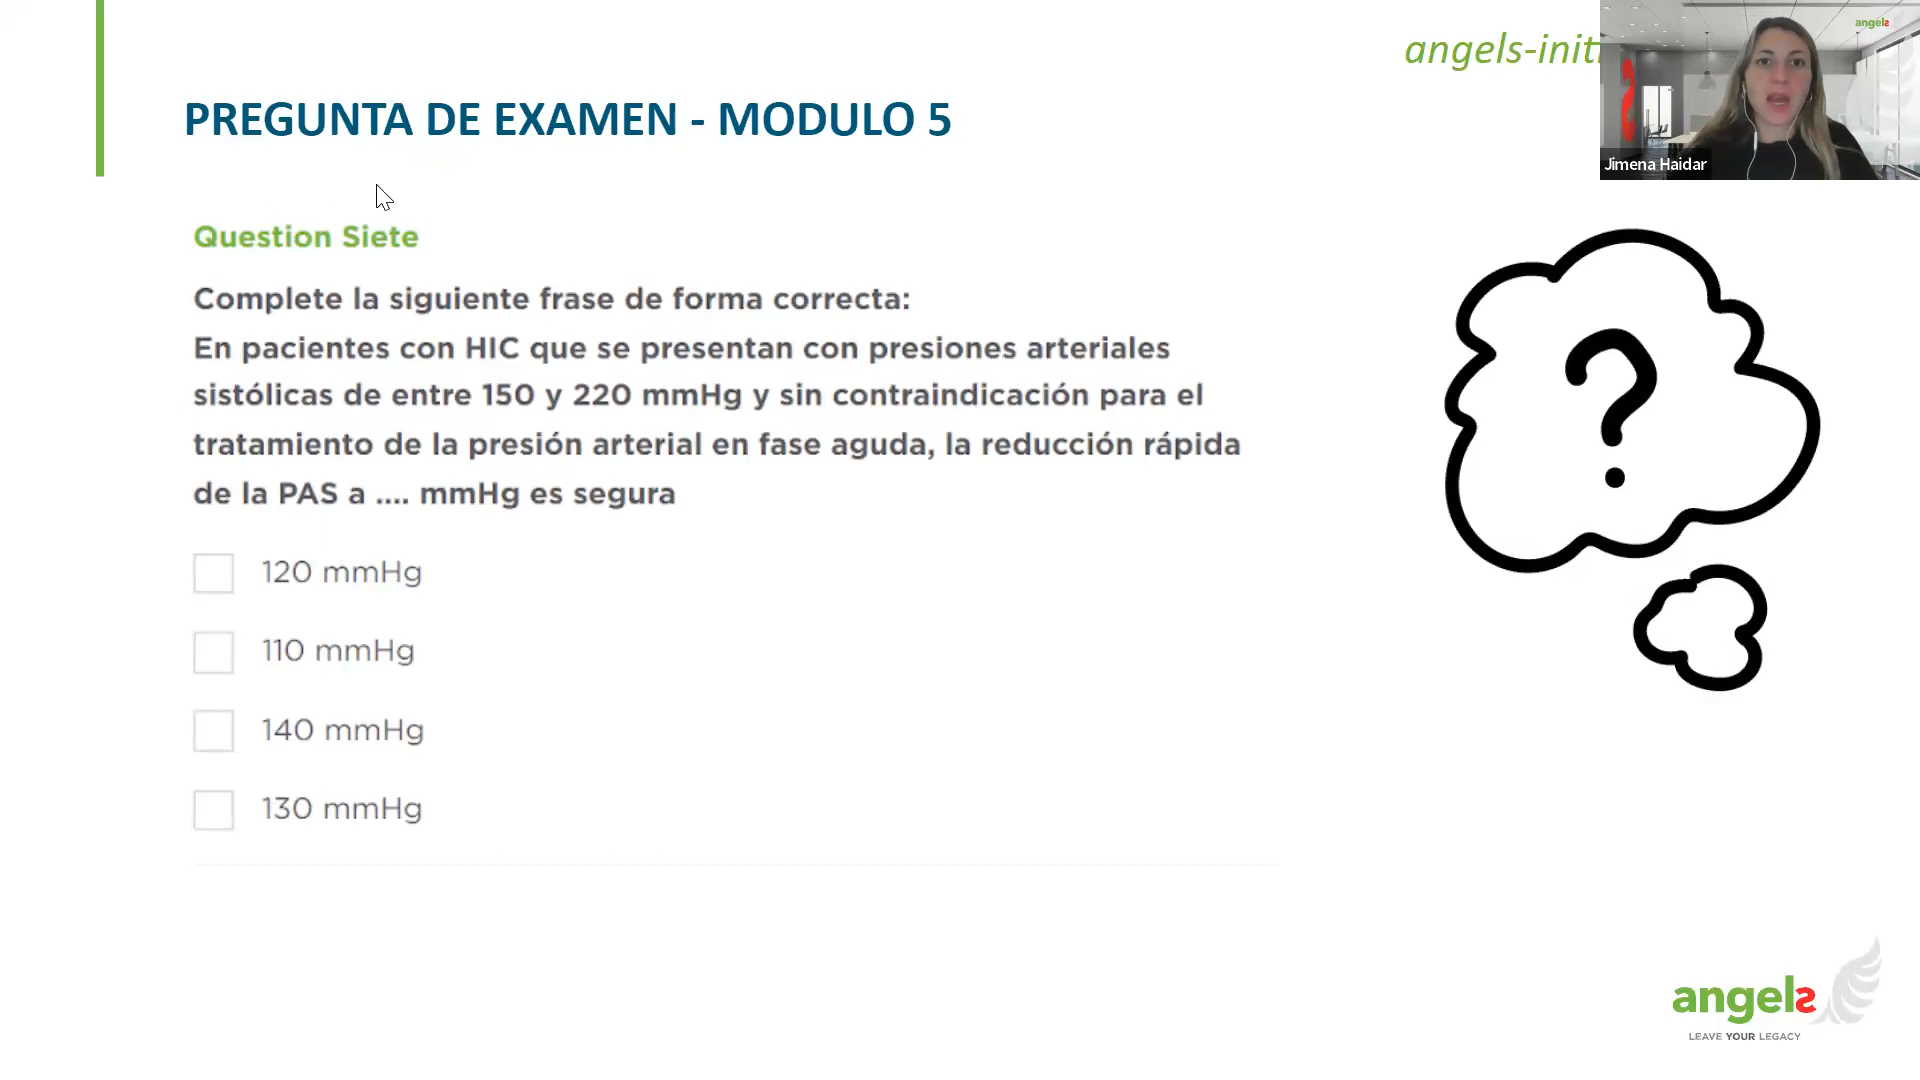 angels-init
angels
Jimena Haidar
PREGUNTA DE EXAMEN - MODULO 5
Question Siete
Complete la siguiente frase de forma correcta:
En pacientes con HIC que se presentan con presiones arteriales
sistólicas de entre 150 y 220 mmHg y sin contraindicación para el
tratamiento de la presión arterial en fase aguda, la reducción rápida
de la PAS a .... mmHg es segura
120 mmHg
110 mmHg
140 mmHg
130 mmHg
?
angels
LEAVE YOUR LEGACY